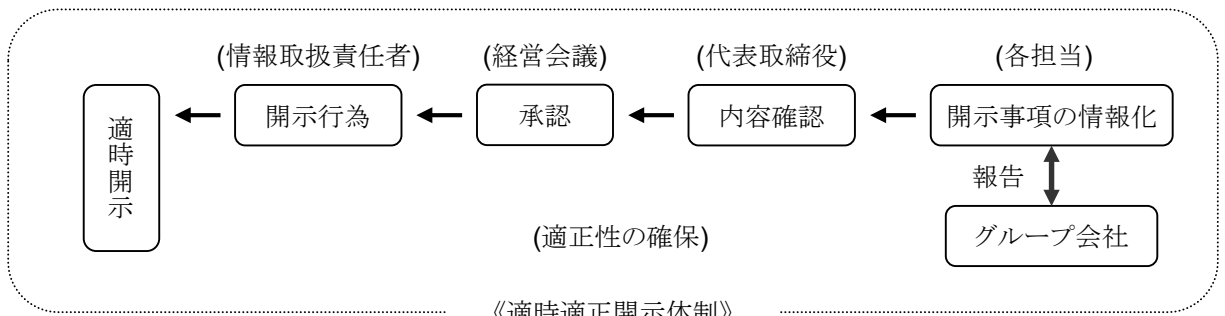 (情報取扱責任者) (経営会議) (代表取締役) (各担当)
適時開示
開示行為 承認 内容確認 開示事項の情報化
報告
(適正性の確保) グループ会社
《適時適正開示体制》